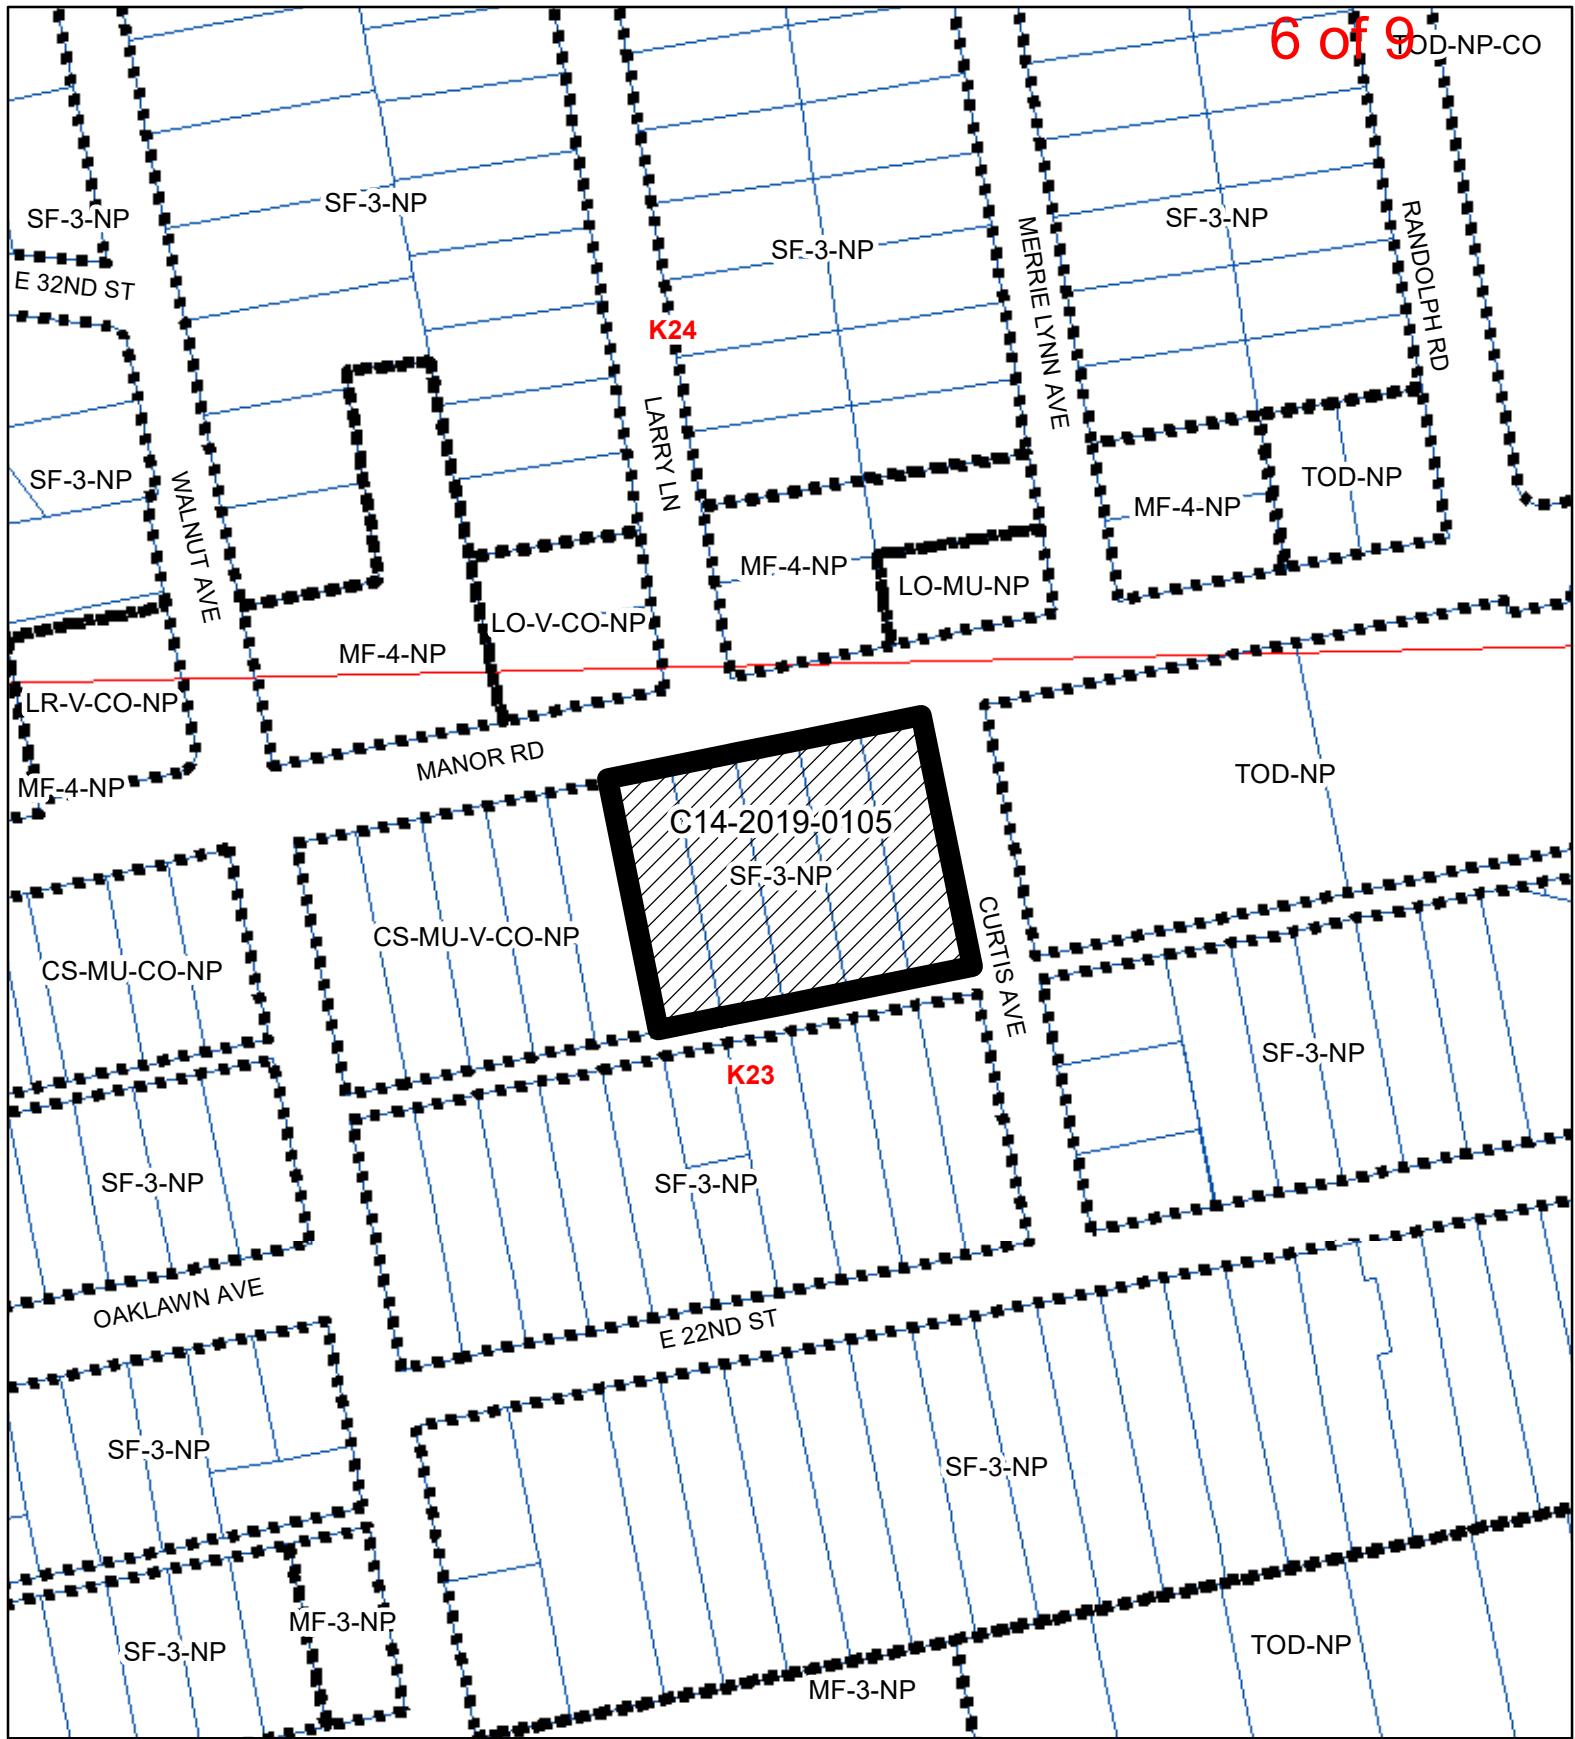 6 of 9
TOD-NP-CO
SF-3-NP
SF-3-NP
SF-3-NP
SF-3-NP
E 32ND ST
MERRIE LYNN AVE
RANDOLPH RD
K24
LARRY LN
SF-3-NP
WALNUT AVE
TOD-NP
MF-4-NP
MF-4-NP
LO-MU-NP
LO-V-CO-NP
MF-4-NP
LR-V-CO-NP
MANOR RD
TOD-NP
MF-4-NP
C14-2019-0105
SF-3-NP
CURTIS AVE
CS-MU-V-CO-NP
CS-MU-CO-NP
SF-3-NP
K23
SF-3-NP
SF-3-NP
OAKLAWN AVE
E 22ND ST
SF-3-NP
SF-3-NP
MF-3-NP
SF-3-NP
TOD-NP
MF-3-NP